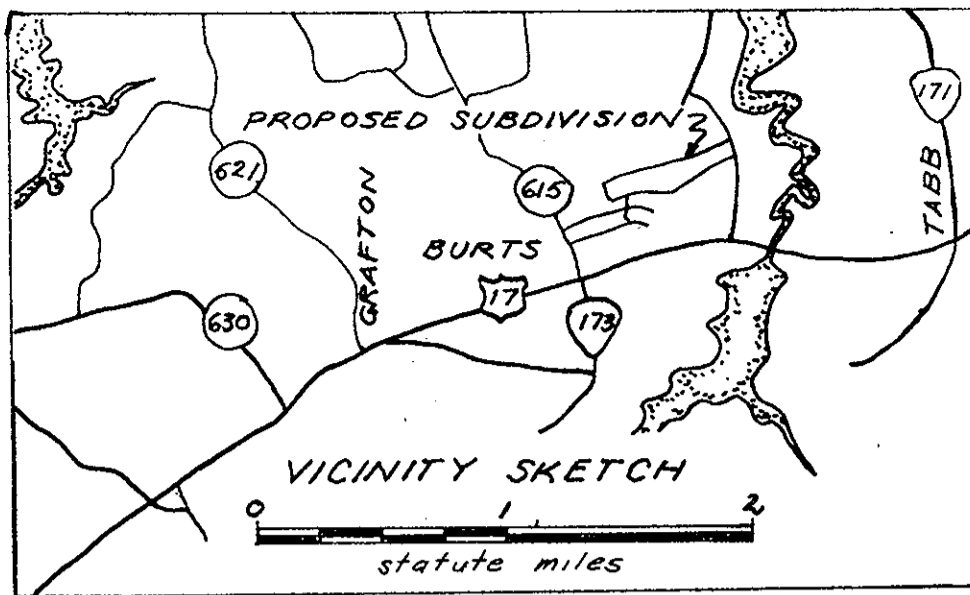 171
PROPOSED SUBDIVISION
621
615
GRAFTON
TABB
BURTS
17
630
173
VICINITY SKETCH
0 1 2
statute miles